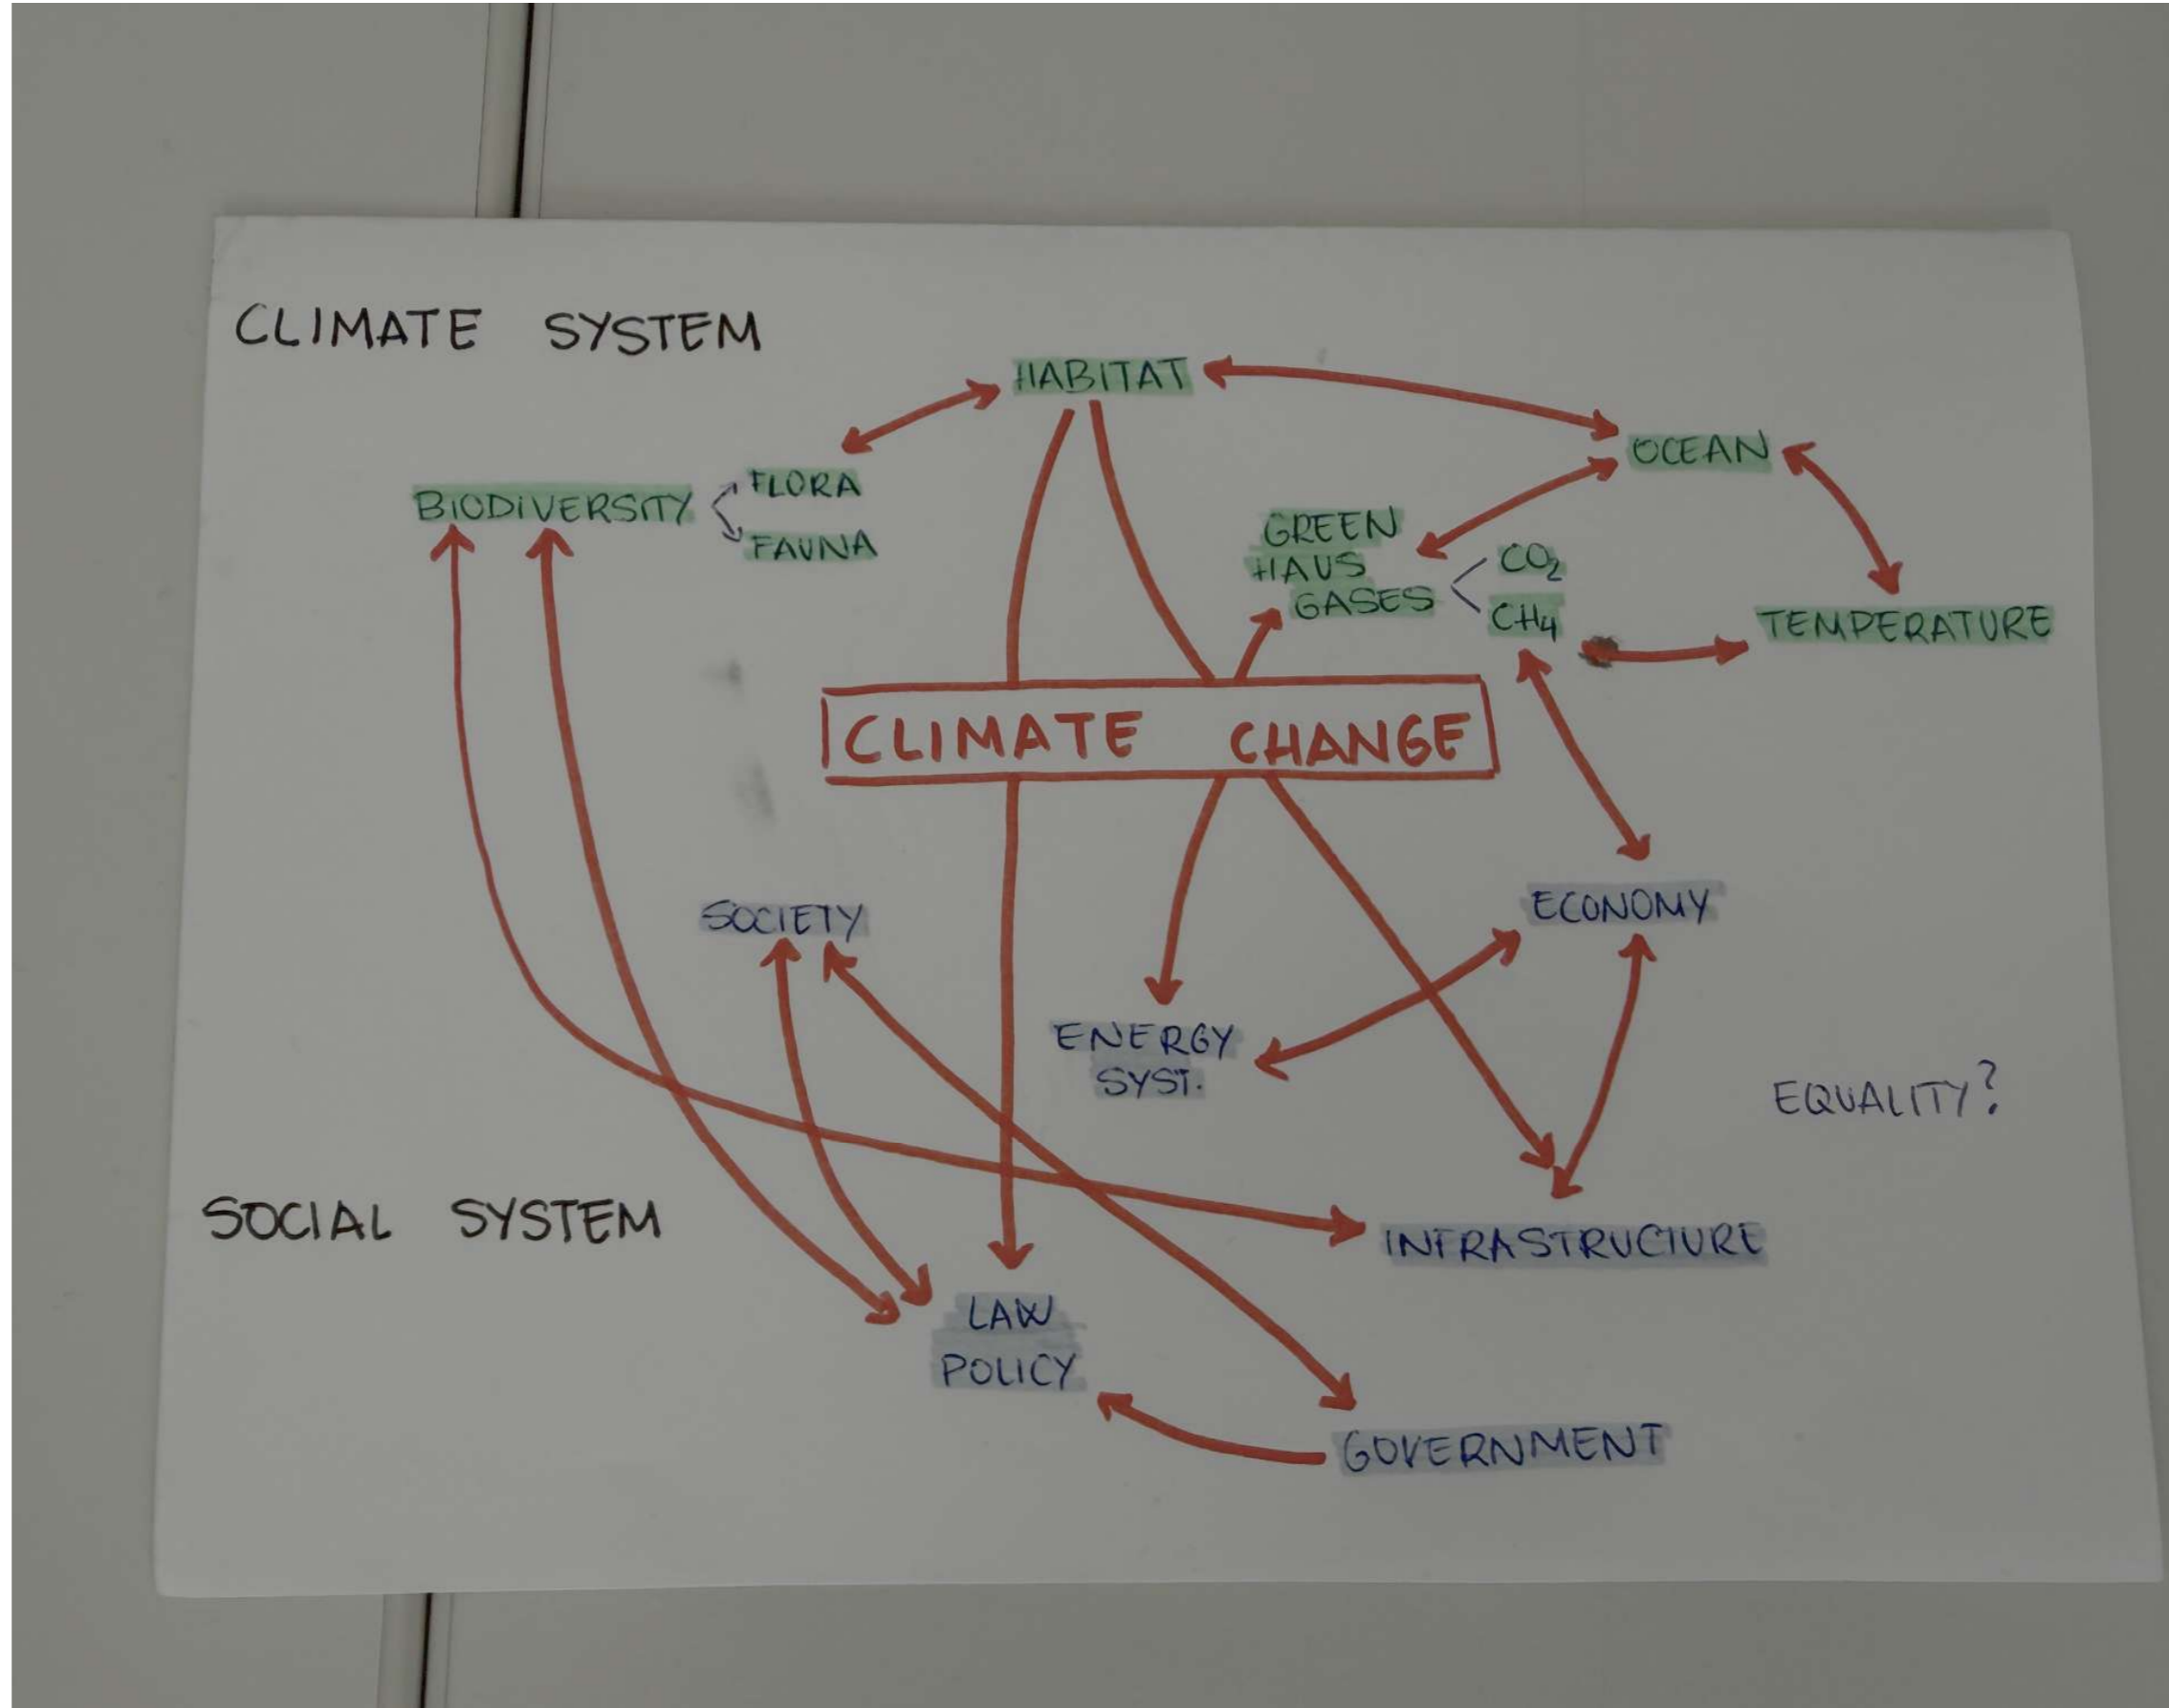 CLIMATE SYSTEM
HABITAT
OCEAN
BIODIVERSITY
FLORA
FAUNA
GREEN
HAUS
GASES
CO₂
CH₄
TEMPERATURE
CLIMATE CHANGE
SOCIETY
ECONOMY
ENERGY
SYST.
EQUALITY?
SOCIAL SYSTEM
INFRASTRUCTURE
LAW
POLICY
GOVERNMENT